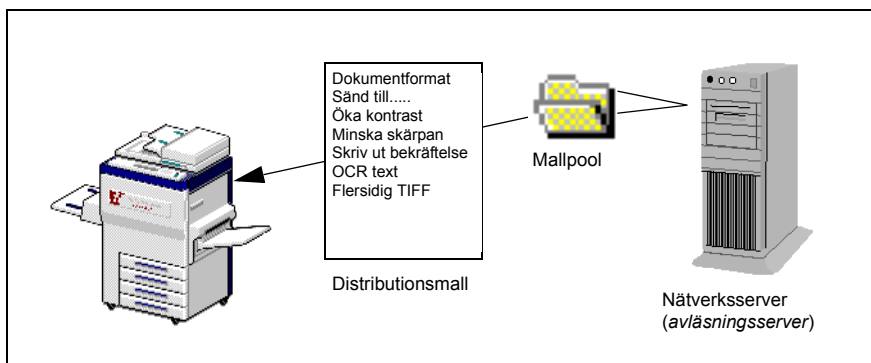 Dokumentformat
Sänd till.....
Öka kontrast
Minska skärpan
Skriv ut bekräftelse
OCR text
Flersidig TIFF
Distributionsmall
Mallpool
Nätverksserver
(avläsningsserver)